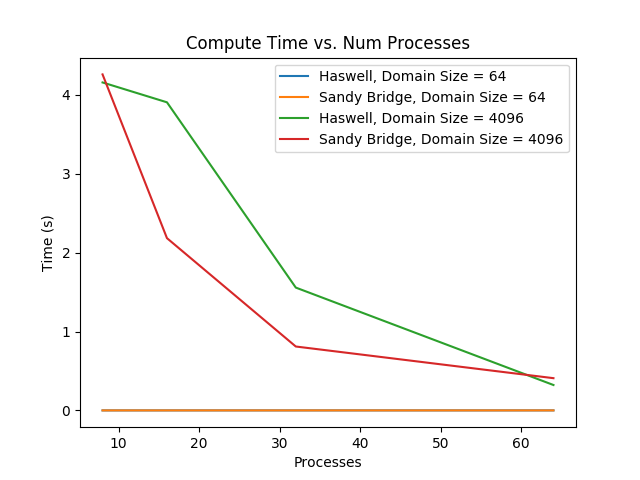 Compute Time vs. Num Processes
Haswell, Domain Size = 64
Sandy Bridge, Domain Size = 64
Haswell, Domain Size = 4096
Sandy Bridge, Domain Size = 4096
Time (s)
4
3
2
1
0
10 20 30 40 50 60
Processes